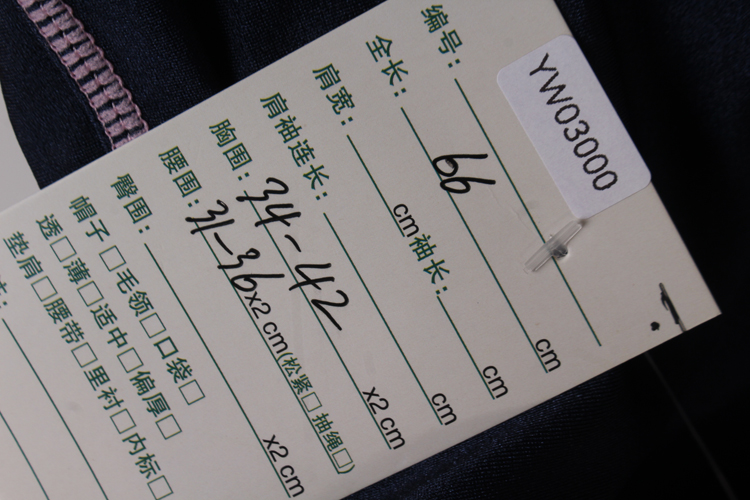 编号: YW03000
全长: 66 cm
肩宽: cm 袖长: cm
肩袖连长: cm
胸围: 34-42 x2 cm
腰围: 31-36 x2 cm (松紧□ 抽绳□)
臀围: x2 cm
帽子□ 毛领□ 口袋□
透□ 薄□ 适中□ 偏厚□
垫肩□ 腰带□ 里衬□ 内标□